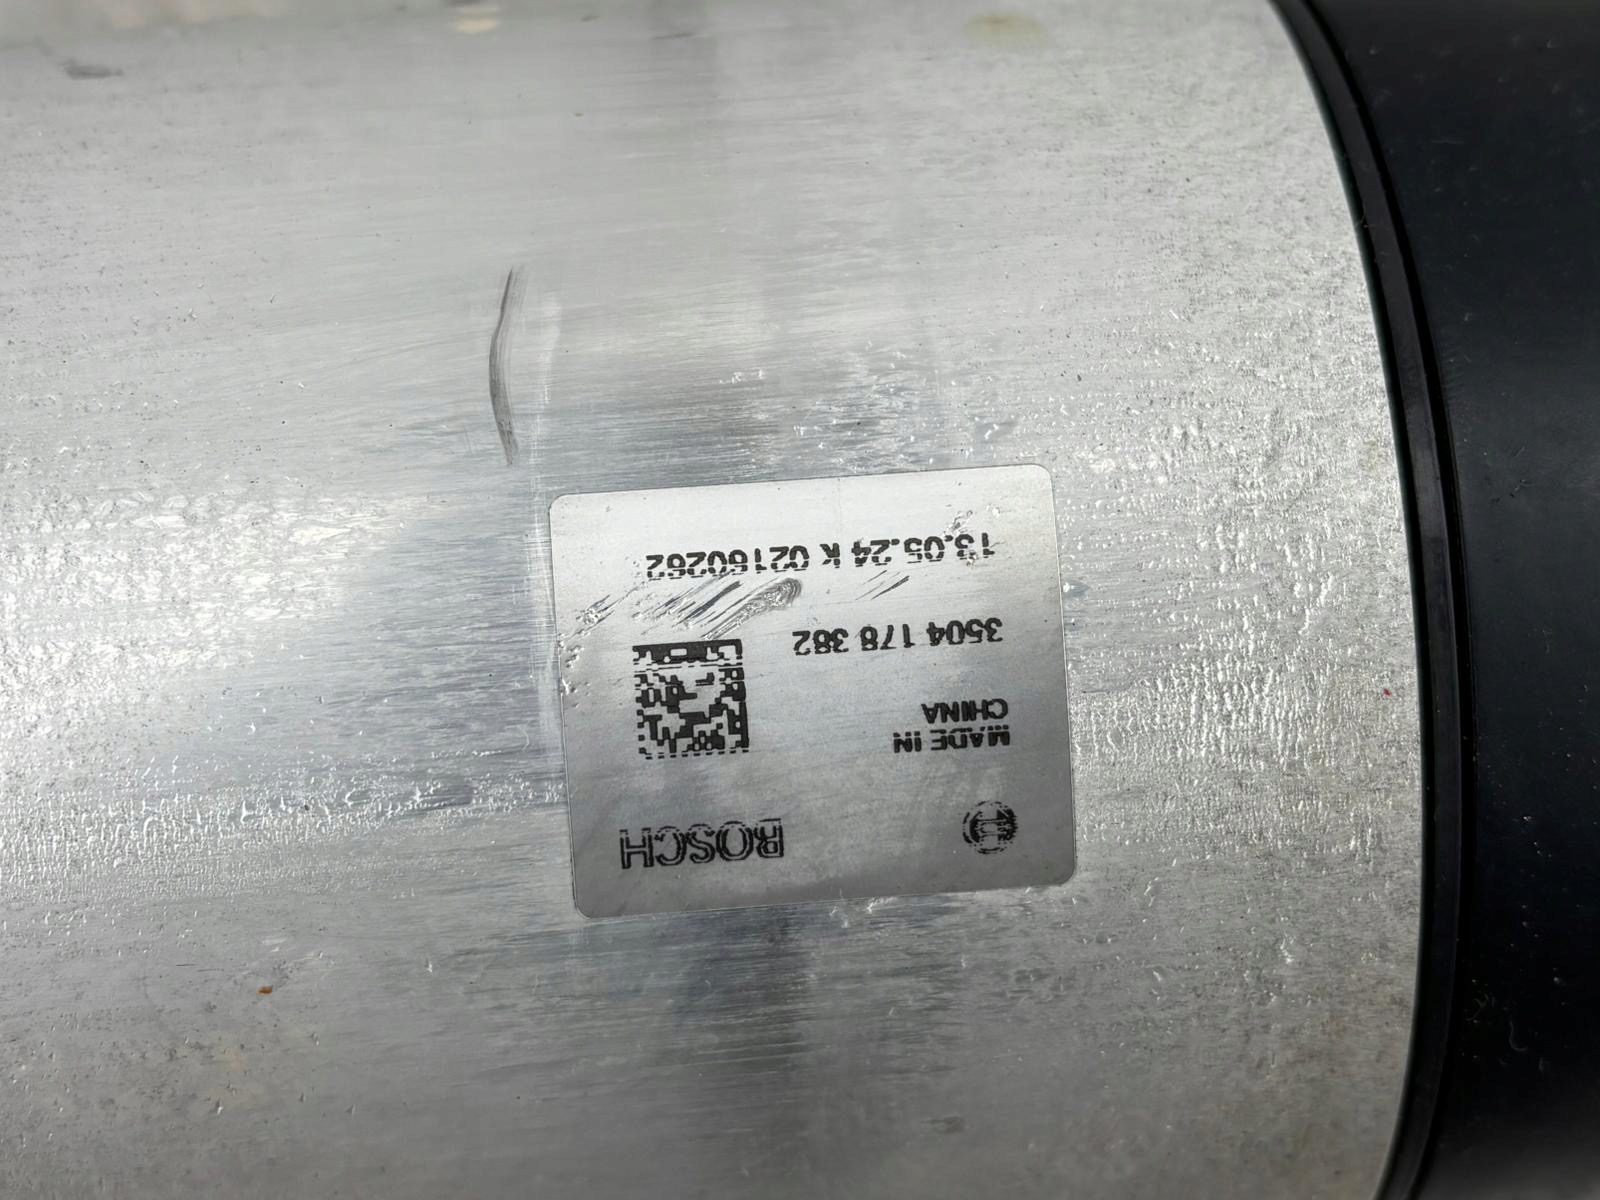 BOSCH
MADE IN
CHINA
3504 178 382
13.05.24 k 02160262